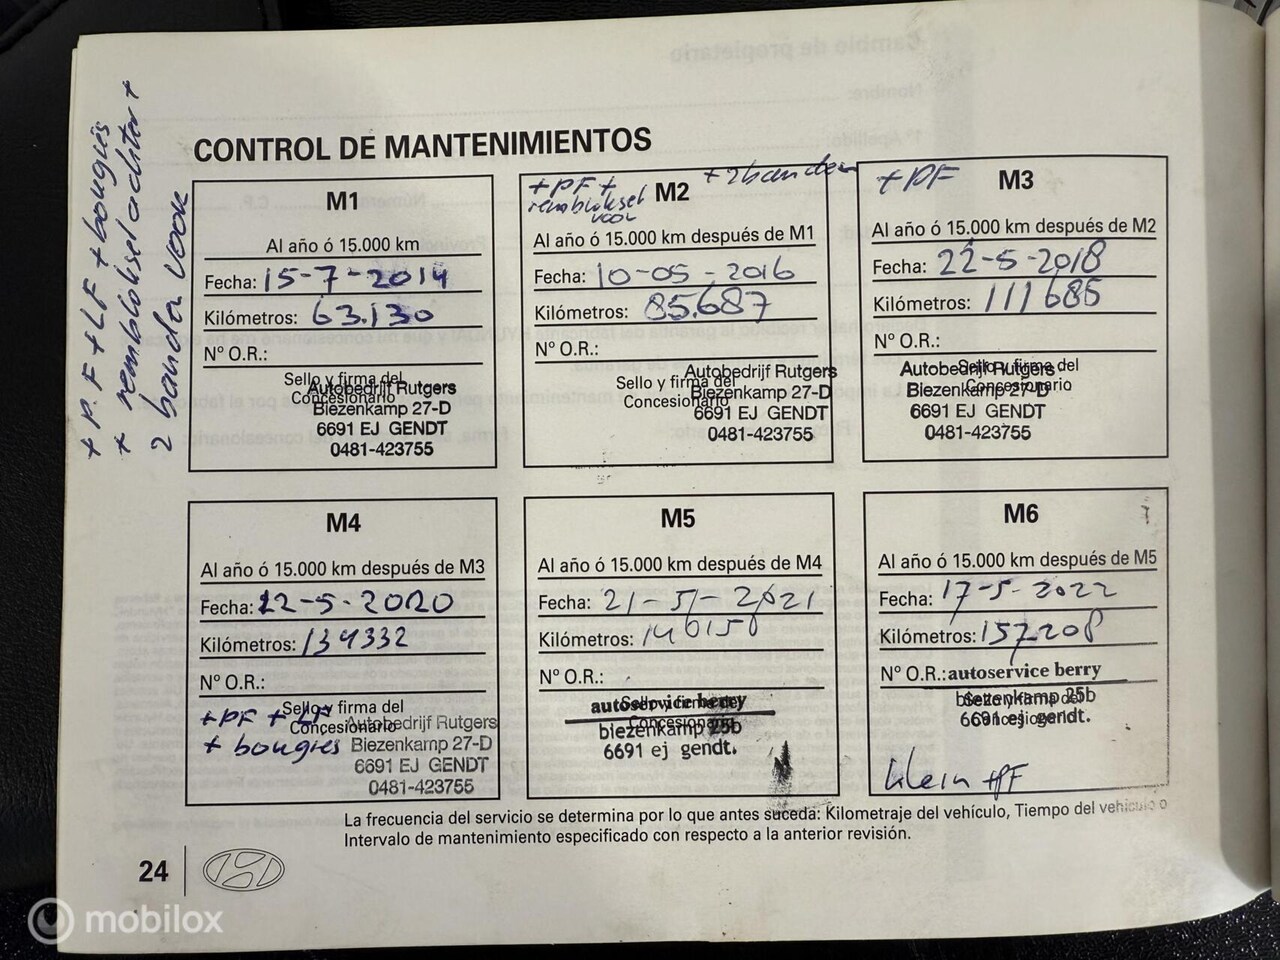 CONTROL DE MANTENIMIENTOS
+ P.F + LF + bougies
+ remblokset achter +
2 banden voor
M1
Al año ó 15.000 km
Fecha: 15-7-2014
Kilómetros: 63.130
Nº O.R.:
Sello y firma del
Concesionario
Autobedrijf Rutgers
Biezenkamp 27-D
6691 EJ GENDT
0481-423755
+ PF +
remblokset
voor
+ 2 banden
M2
Al año ó 15.000 km después de M1
Fecha: 10-05-2016
Kilómetros: 85.687
Nº O.R.:
Sello y firma del
Concesionario
Autobedrijf Rutgers
Biezenkamp 27-D
6691 EJ GENDT
0481-423755
+ PF
M3
Al año ó 15.000 km después de M2
Fecha: 22-5-2018
Kilómetros: 111685
Nº O.R.:
Sello y firma del
Concesionario
Autobedrijf Rutgers
Biezenkamp 27-D
6691 EJ GENDT
0481-423755
M4
Al año ó 15.000 km después de M3
Fecha: 12-5-2020
Kilómetros: 134332
Nº O.R.:
Sello y firma del
Concesionario
+ PF + LF
+ bougies
Autobedrijf Rutgers
Biezenkamp 27-D
6691 EJ GENDT
0481-423755
M5
Al año ó 15.000 km después de M4
Fecha: 21-5-2021
Kilómetros: 146150
Nº O.R.:
Sello y firma del
Concesionario
autoservice berry
biezenkamp 25b
6691 ej gendt.
M6
Al año ó 15.000 km después de M5
Fecha: 17-5-2022
Kilómetros: 157208
Nº O.R.:
autoservice berry
Sello y firma del
Concesionario
biezenkamp 25b
6691 ej gendt.
klein + PF
La frecuencia del servicio se determina por lo que antes suceda: Kilometraje del vehículo, Tiempo del vehiculo o
Intervalo de mantenimiento especificado con respecto a la anterior revisión.
24
mobilox